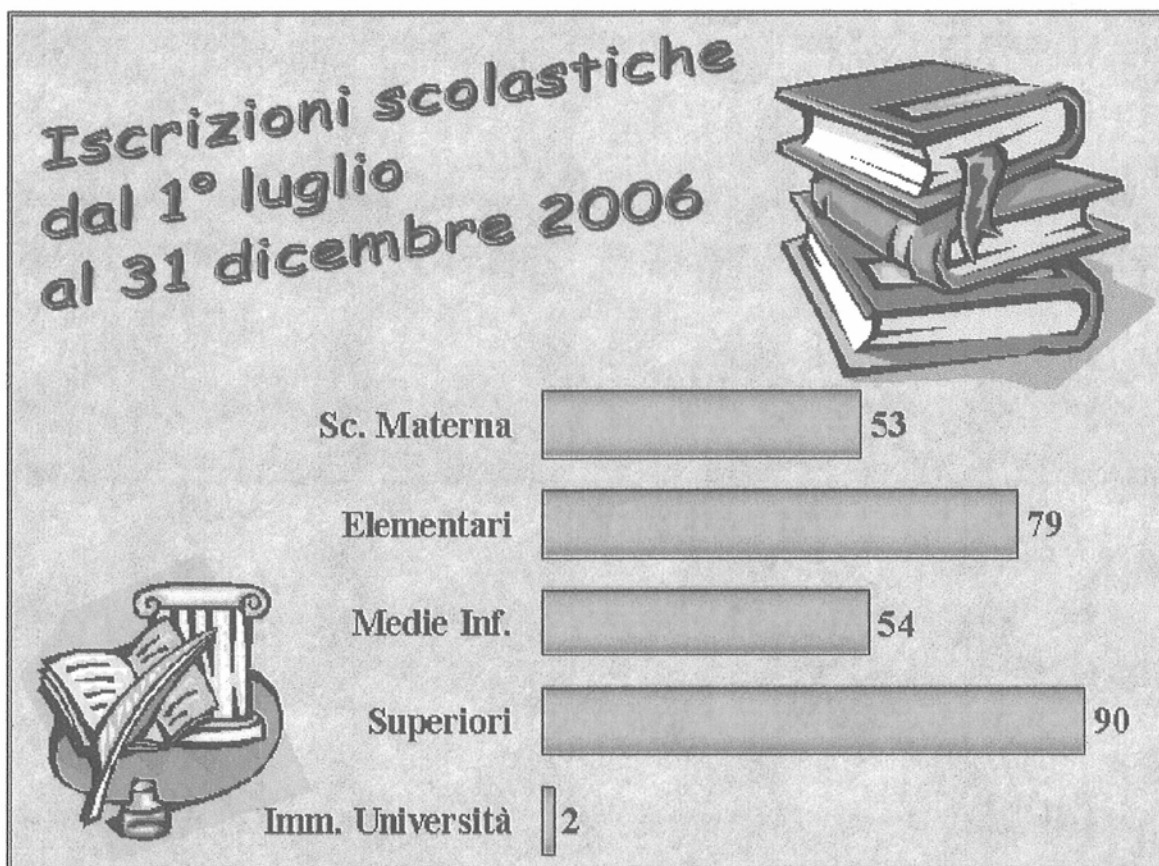 Iscrizioni scolastiche
dal 1° luglio
al 31 dicembre 2006
Sc. Materna 53
Elementari 79
Medie Inf. 54
Superiori 90
Imm. Università 2